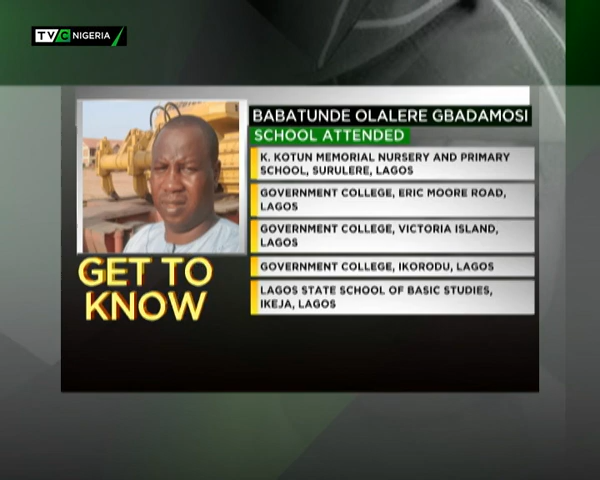 TVC NIGERIA
BABATUNDE OLALERE GBADAMOSI
SCHOOL ATTENDED
K. KOTUN MEMORIAL NURSERY AND PRIMARY
SCHOOL, SURULERE, LAGOS
GOVERNMENT COLLEGE, ERIC MOORE ROAD,
LAGOS
GOVERNMENT COLLEGE, VICTORIA ISLAND,
LAGOS
GOVERNMENT COLLEGE, IKORODU, LAGOS
LAGOS STATE SCHOOL OF BASIC STUDIES,
IKEJA, LAGOS
GET TO
KNOW